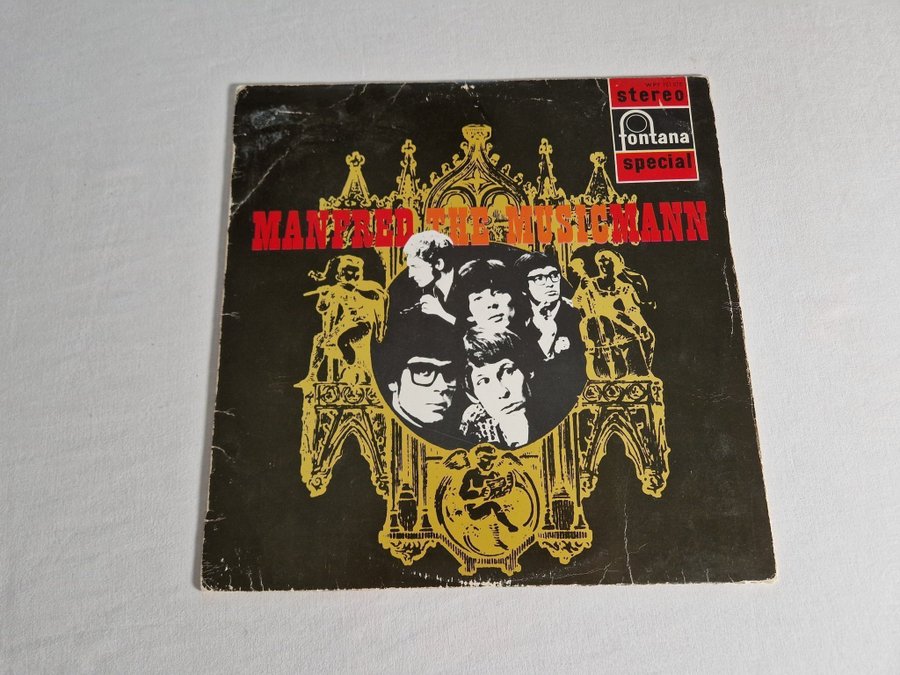 stereo
fontana
special
MANFRED THE MUSICMANN